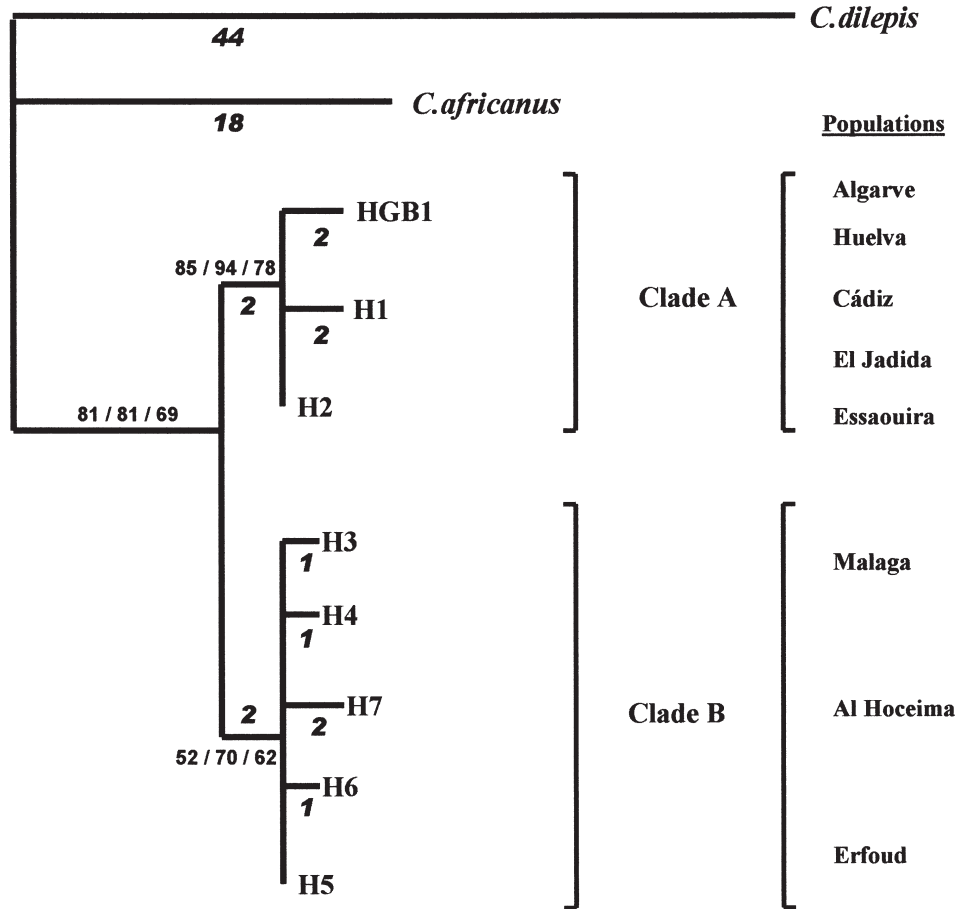 C.dilepis
44
C.africanus
18
Populations
Algarve
HGB1
2
Huelva
85 / 94 / 78
2
Clade A
Cádiz
H1
2
El Jadida
H2
Essaouira
81 / 81 / 69
H3
1
Malaga
H4
1
H7
2
Clade B
Al Hoceima
2
52 / 70 / 62
H6
1
Erfoud
H5